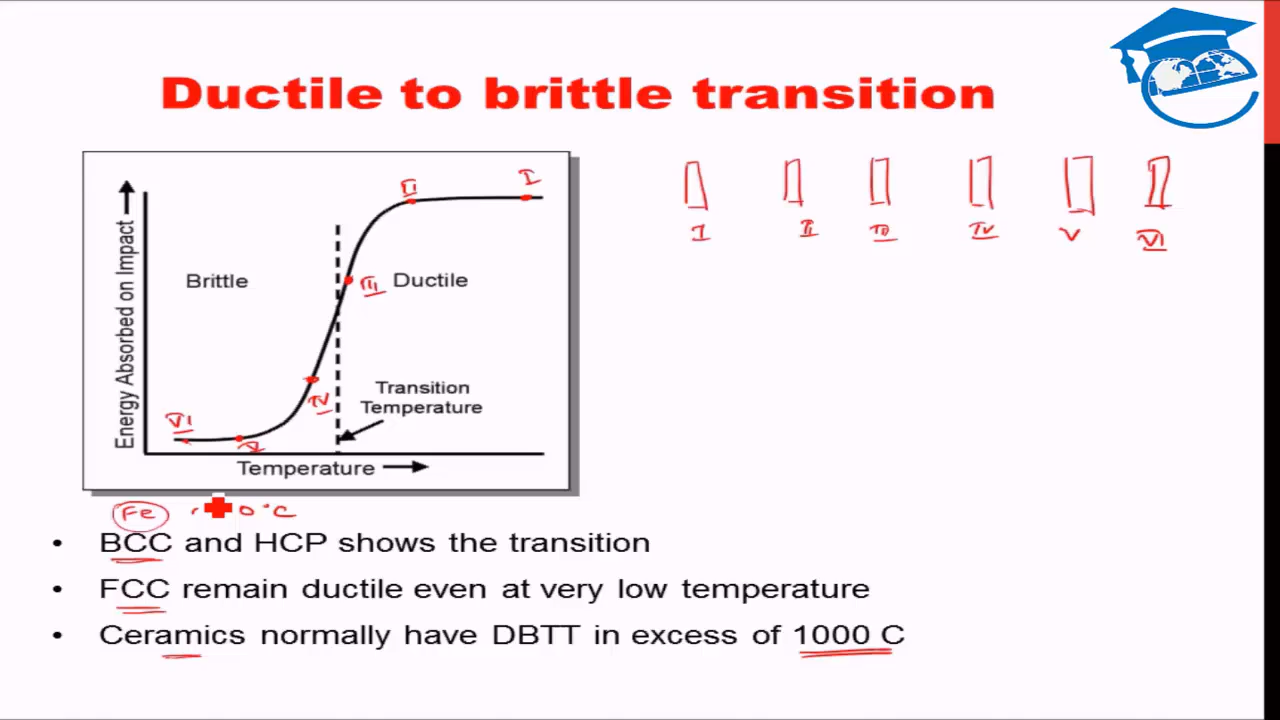 Ductile to brittle transition
I II III IV V VI
Energy Absorbed on Impact
II I
Brittle
III
Ductile
IV
Transition
Temperature
VI
V
Temperature
Fe 0°C
• BCC and HCP shows the transition
• FCC remain ductile even at very low temperature
• Ceramics normally have DBTT in excess of 1000 C